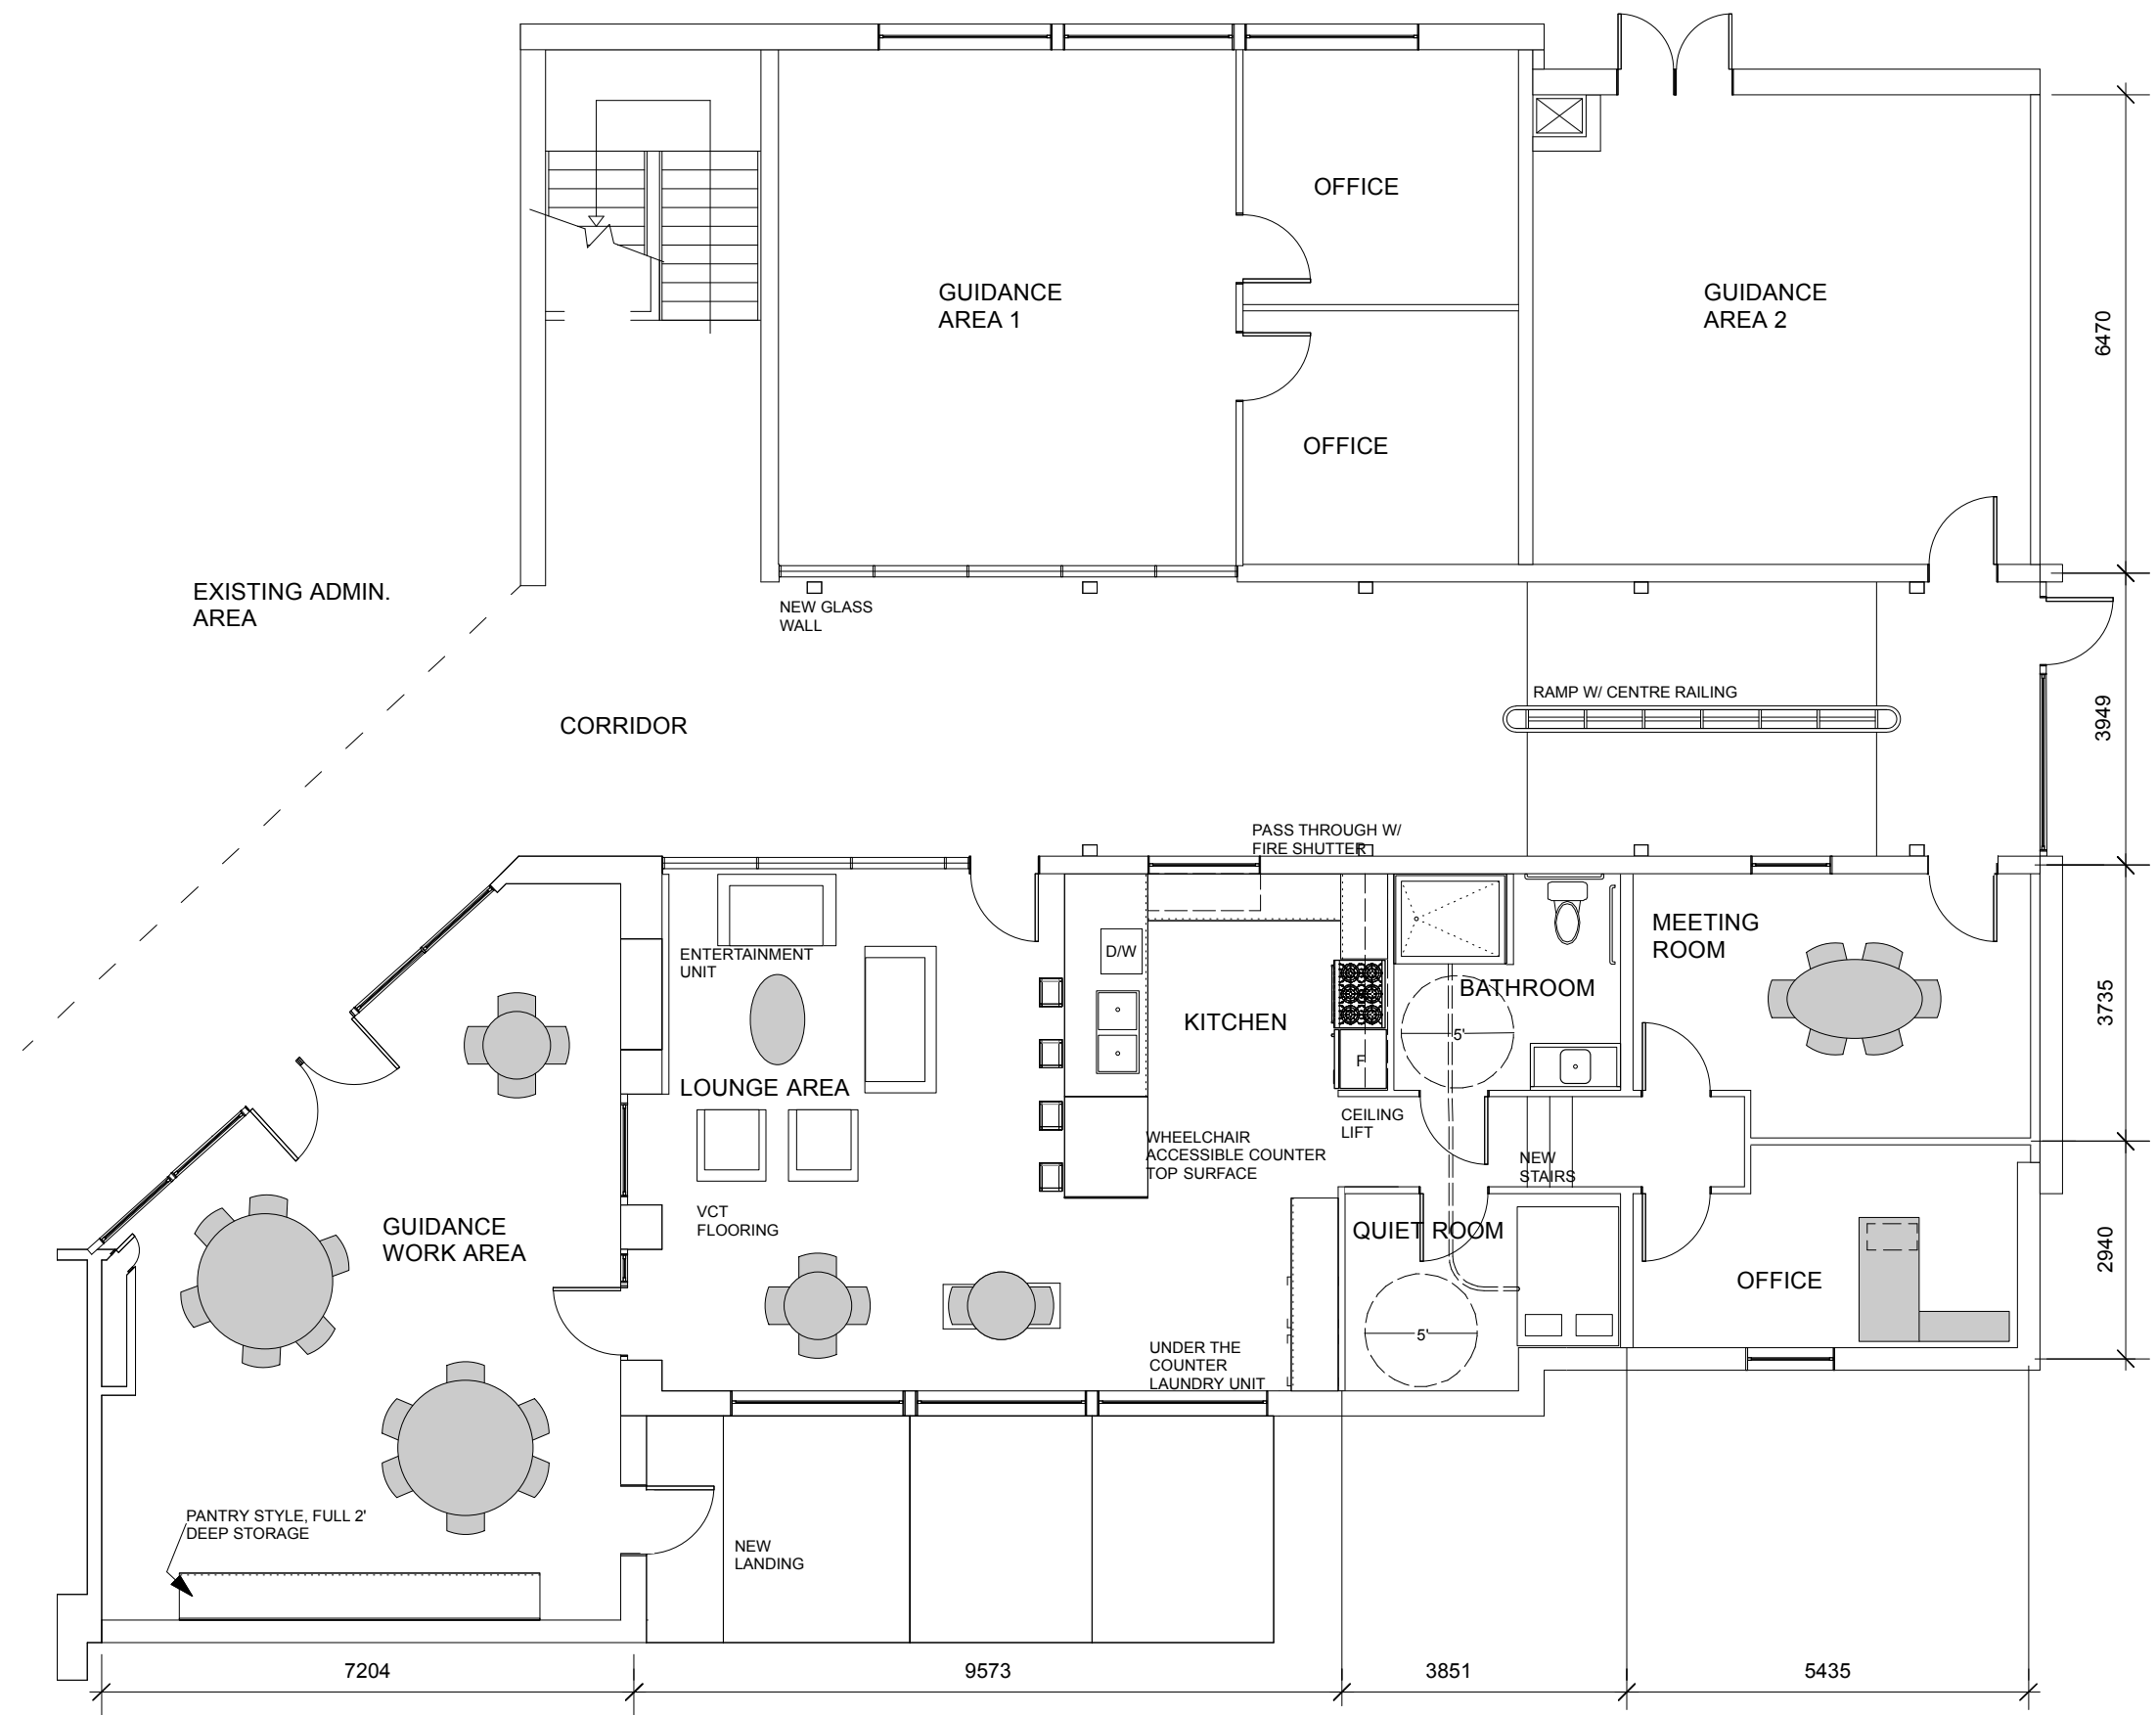 OFFICE
GUIDANCE
AREA 1
GUIDANCE
AREA 2
6470
OFFICE
EXISTING ADMIN.
AREA
NEW GLASS
WALL
RAMP W/ CENTRE RAILING
3949
CORRIDOR
PASS THROUGH W/
FIRE SHUTTER
MEETING
ROOM
ENTERTAINMENT
UNIT
D/W
BATHROOM
3735
KITCHEN
5'
F
LOUNGE AREA
CEILING
LIFT
WHEELCHAIR
ACCESSIBLE COUNTER
TOP SURFACE
NEW
STAIRS
VCT
FLOORING
GUIDANCE
WORK AREA
QUIET ROOM
2940
OFFICE
5'
UNDER THE
COUNTER
LAUNDRY UNIT
PANTRY STYLE, FULL 2'
DEEP STORAGE
NEW
LANDING
7204
9573
3851
5435